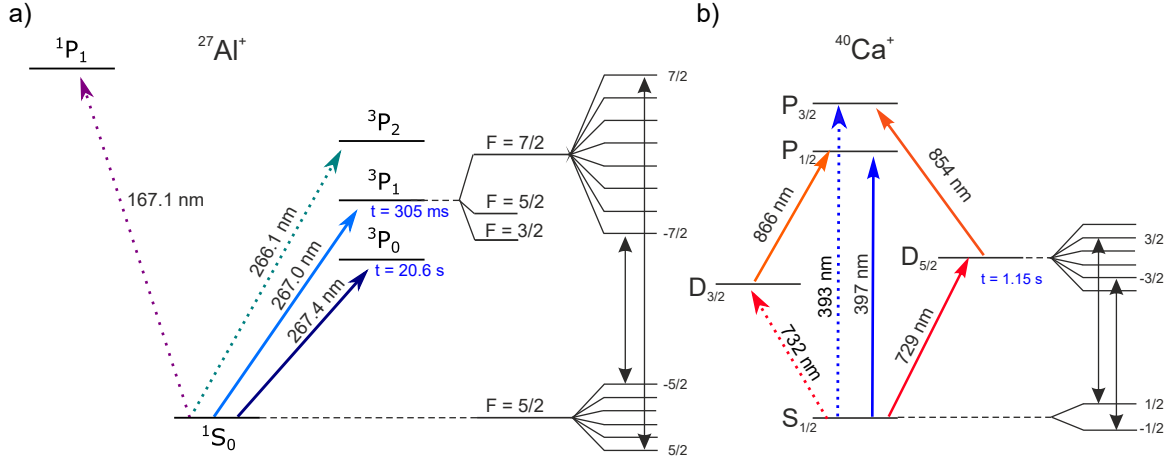 a)
²⁷Al⁺
¹P₁
167.1 nm
³P₂
266.1 nm
³P₁
t = 305 ms
267.0 nm
³P₀
t = 20.6 s
267.4 nm
¹S₀
F = 7/2
F = 5/2
F = 3/2
7/2
-7/2
F = 5/2
-5/2
5/2
b)
⁴⁰Ca⁺
P₃/₂
P₁/₂
866 nm
854 nm
393 nm
397 nm
D₅/₂
t = 1.15 s
D₃/₂
732 nm
729 nm
S₁/₂
3/2
-3/2
1/2
-1/2